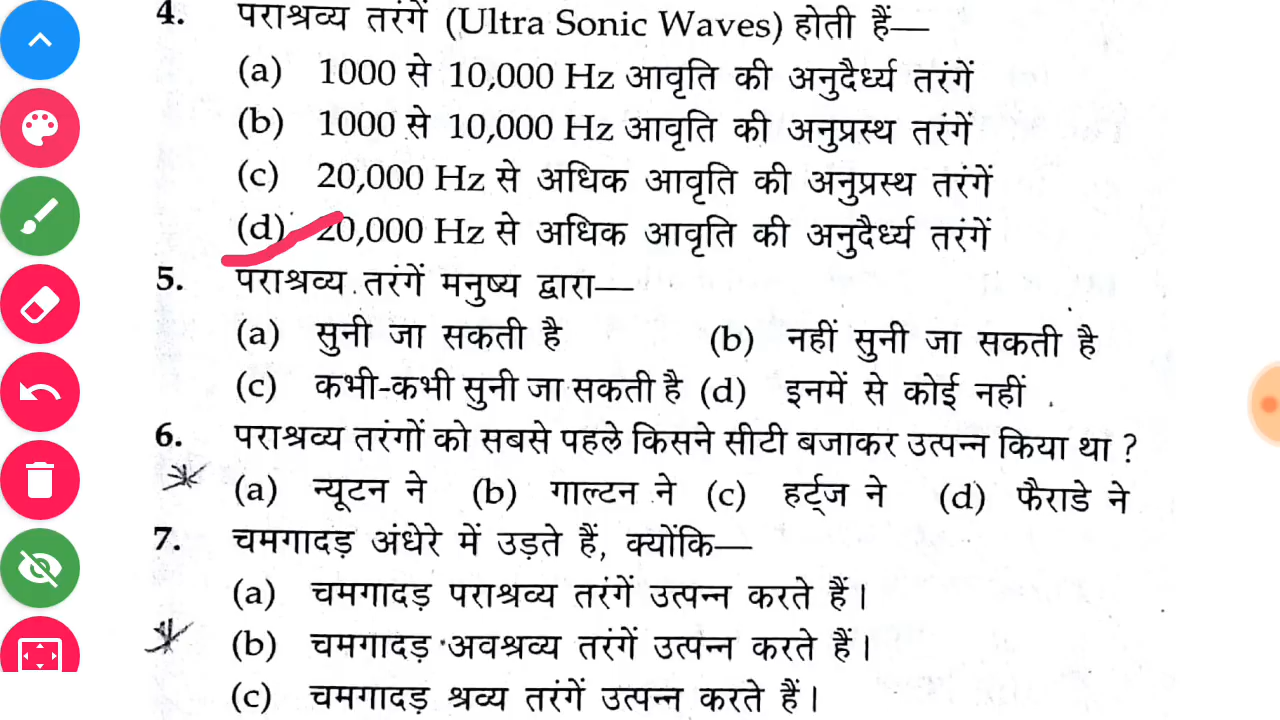 4. पराश्रव्य तरंगें (Ultra Sonic Waves) होती हैं—
(a) 1000 से 10,000 Hz आवृति की अनुदैर्ध्य तरंगें
(b) 1000 से 10,000 Hz आवृति की अनुप्रस्थ तरंगें
(c) 20,000 Hz से अधिक आवृति की अनुप्रस्थ तरंगें
(d) 20,000 Hz से अधिक आवृति की अनुदैर्ध्य तरंगें
5. पराश्रव्य तरंगें मनुष्य द्वारा—
(a) सुनी जा सकती है (b) नहीं सुनी जा सकती है
(c) कभी-कभी सुनी जा सकती है (d) इनमें से कोई नहीं
6. पराश्रव्य तरंगों को सबसे पहले किसने सीटी बजाकर उत्पन्न किया था ?
(a) न्यूटन ने (b) गाल्टन ने (c) हर्ट्ज ने (d) फैराडे ने
7. चमगादड़ अंधेरे में उड़ते हैं, क्योंकि—
(a) चमगादड़ पराश्रव्य तरंगें उत्पन्न करते हैं।
(b) चमगादड़ अवश्रव्य तरंगें उत्पन्न करते हैं।
(c) चमगादड़ श्रव्य तरंगें उत्पन्न करते हैं।